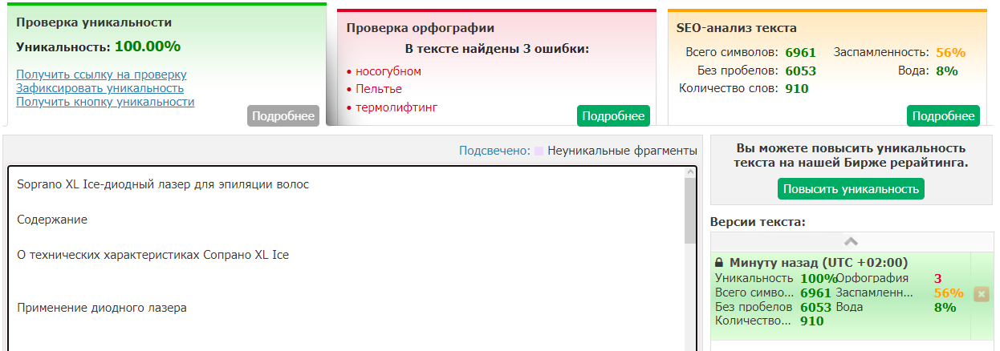 Проверка уникальности
Уникальность: 100.00%
Получить ссылку на проверку
Зафиксировать уникальность
Получить кнопку уникальности
Подробнее
Проверка орфографии
В тексте найдены 3 ошибки:
• носогубном
• Пельтье
• термолифтинг
Подробнее
SEO-анализ текста
Всего символов: 6961 Заспамленность: 56%
Без пробелов: 6053 Вода: 8%
Количество слов: 910
Подробнее
Подсвечено: Неуникальные фрагменты
Soprano XL Ice-диодный лазер для эпиляции волос
Содержание
О технических характеристиках Сопрано XL Ice
Применение диодного лазера
Вы можете повысить уникальность
текста на нашей Бирже рерайтинга.
Повысить уникальность
Версии текста:
Минуту назад (UTC +02:00)
Уникальность 100% Орфография 3
Всего симво... 6961 Заспамленн... 56%
Без пробелов 6053 Вода 8%
Количество... 910